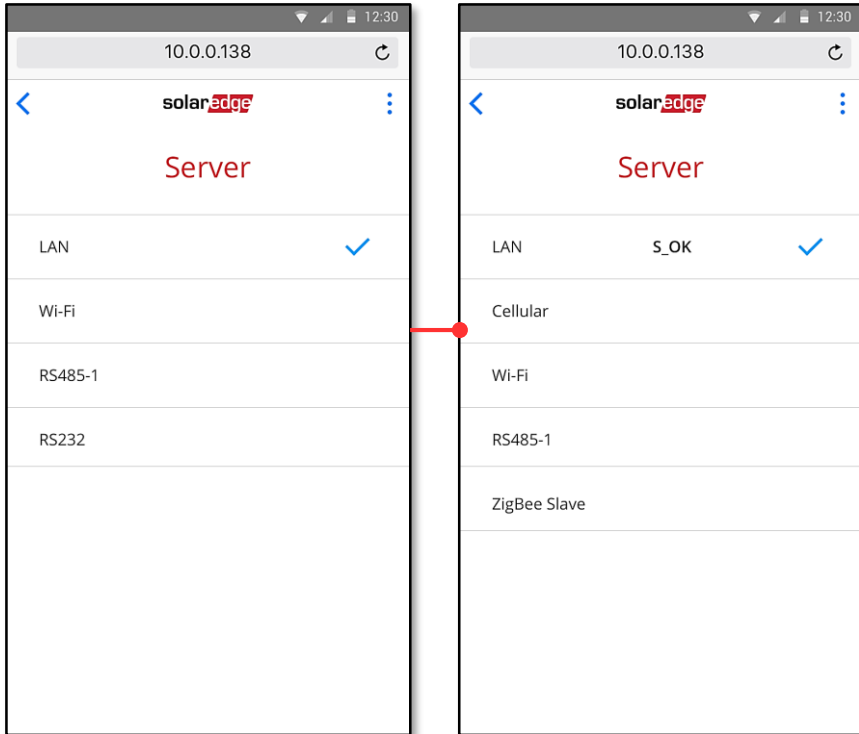 12:30
10.0.0.138
solaredge
Server
LAN
Wi-Fi
RS485-1
RS232
12:30
10.0.0.138
solaredge
Server
LAN S_OK
Cellular
Wi-Fi
RS485-1
ZigBee Slave